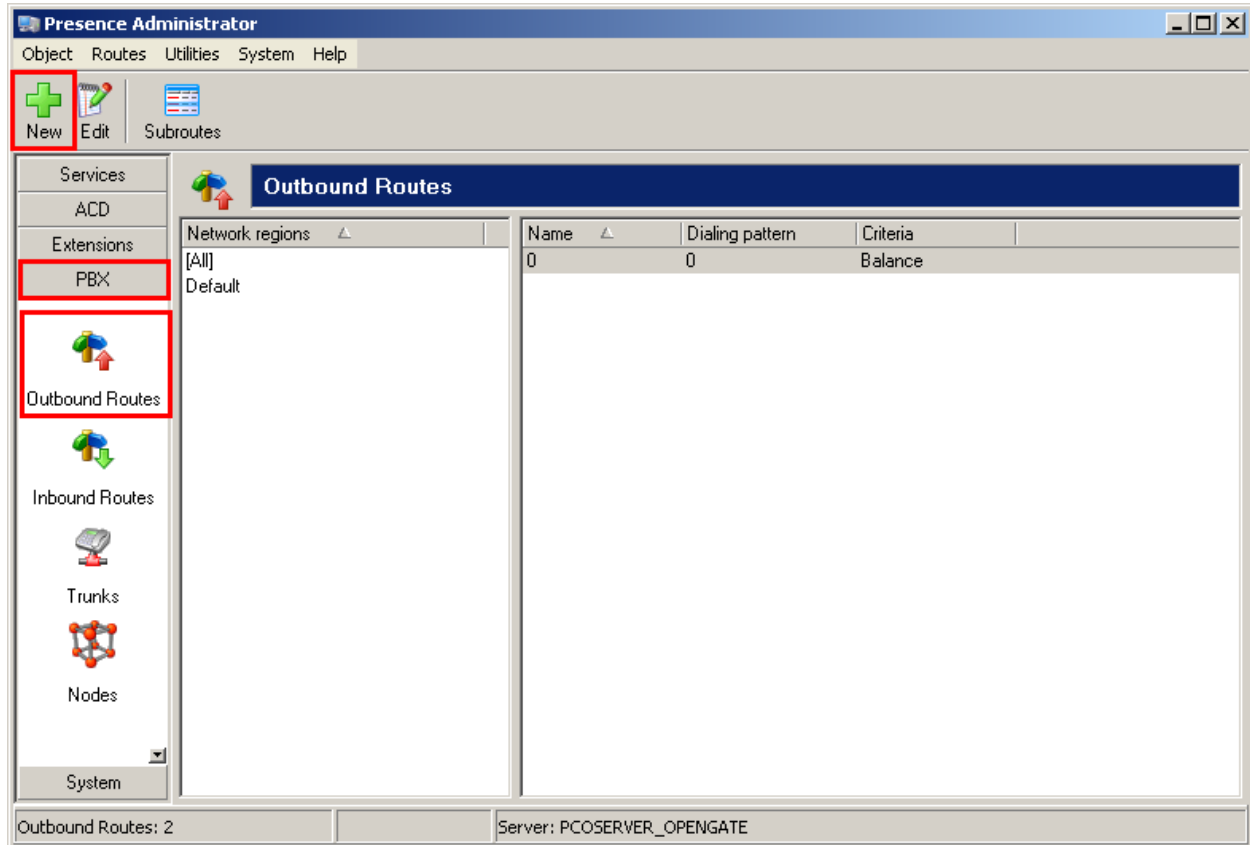 Presence Administrator
Object Routes Utilities System Help
New Edit Subroutes
Services
ACD
Extensions
PBX
Outbound Routes
Inbound Routes
Trunks
Nodes
System
Outbound Routes
Network regions
[All]
Default
Name Dialing pattern Criteria
0 0 Balance
Outbound Routes: 2
Server: PCOSERVER_OPENGATE